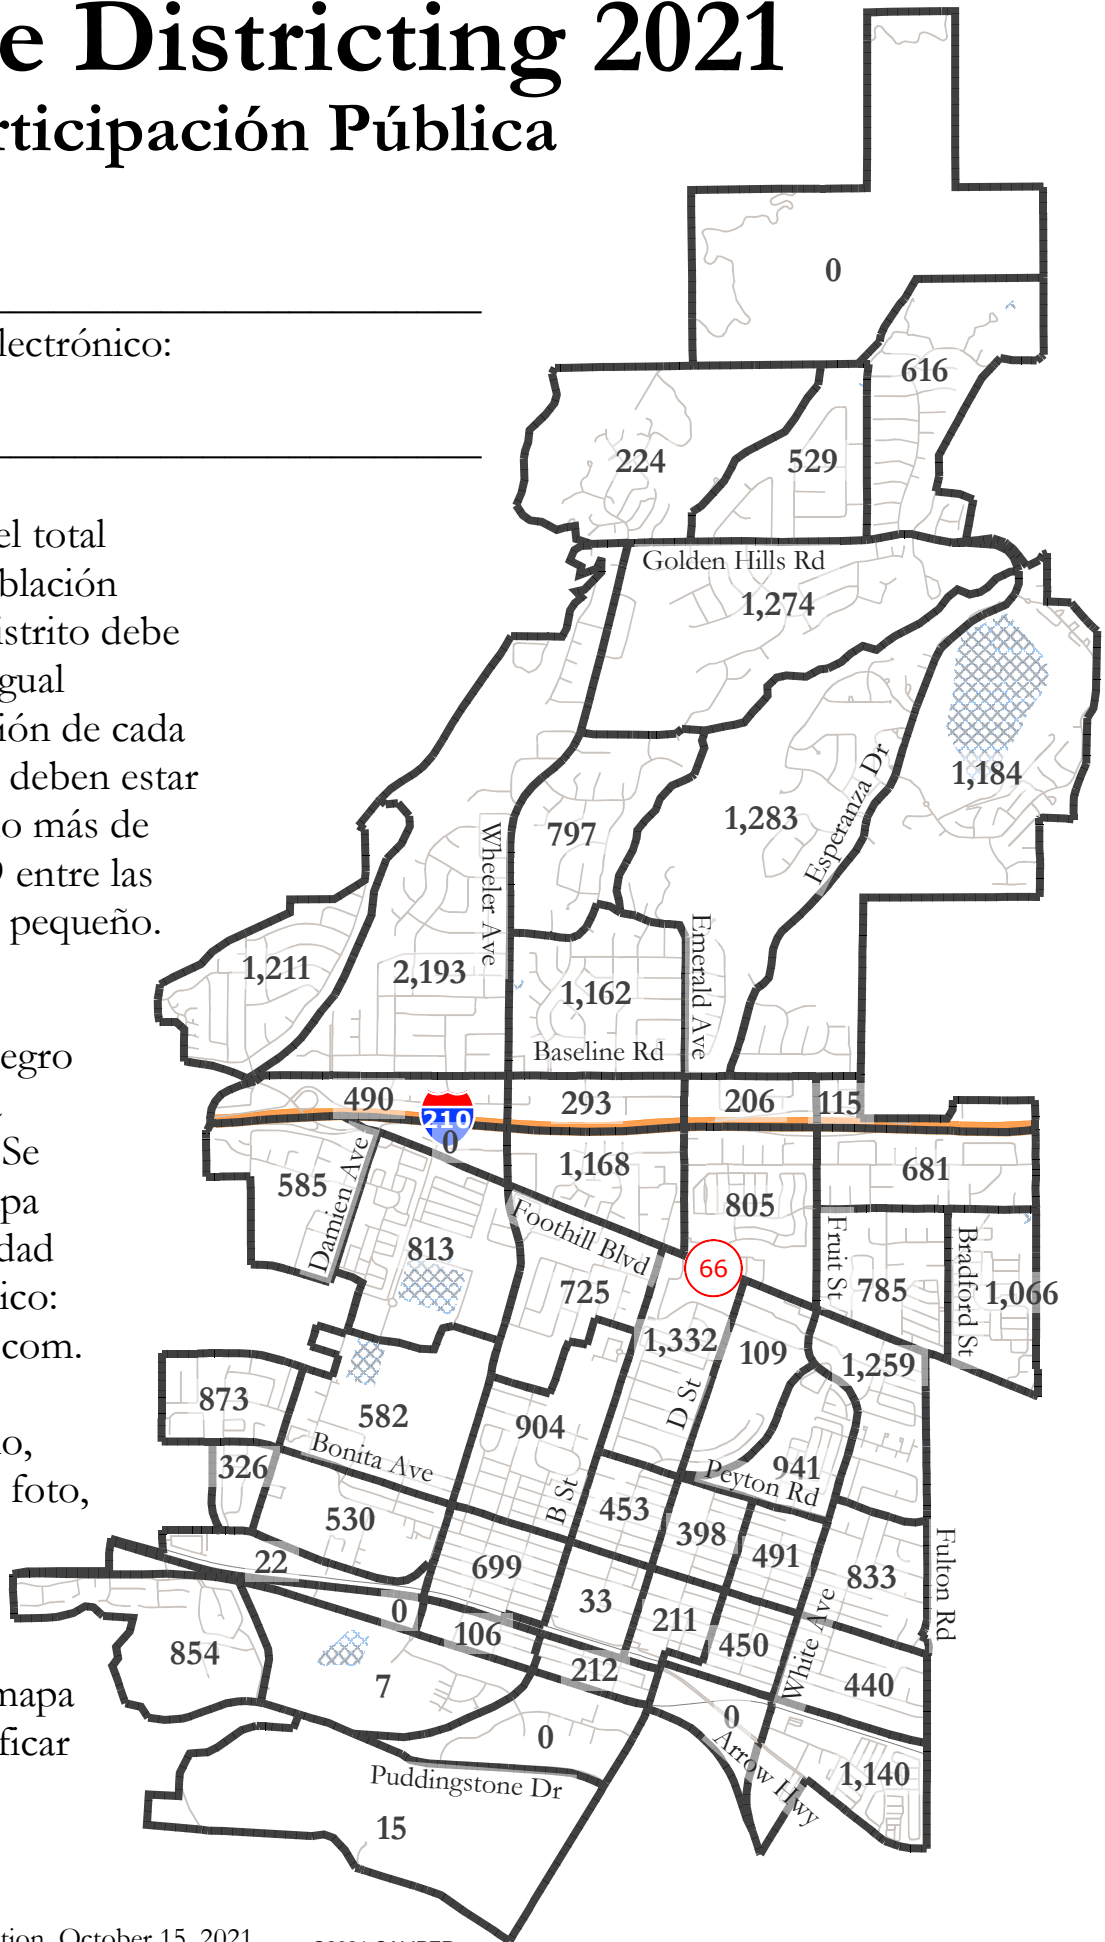 e Districting 2021
rticipación Pública
lectrónico:
el total
blación
istrito debe
gual
ión de cada
deben estar
o más de
entre las
pequeño.
egro
Se
pa
dad
ico:
com.
o,
foto,
mapa
ficar
tion, October 15, 2021
0
616
224
529
Golden Hills Rd
1,274
1,184
1,283
Esperanza Dr
797
Wheeler Ave
1,211
2,193
1,162
Emerald Ave
Baseline Rd
490
210
0
293
206
115
585
Damien Ave
1,168
681
805
813
Foothill Blvd
66
Fruit St
Bradford St
725
785
1,066
1,332
109
1,259
873
582
904
D St
326
Bonita Ave
941
Peyton Rd
B St
530
453
398
491
Fulton Rd
22
699
833
33
0
211
106
450
White Ave
854
212
440
7
0
0
Arrow Hwy
Puddingstone Dr
1,140
15